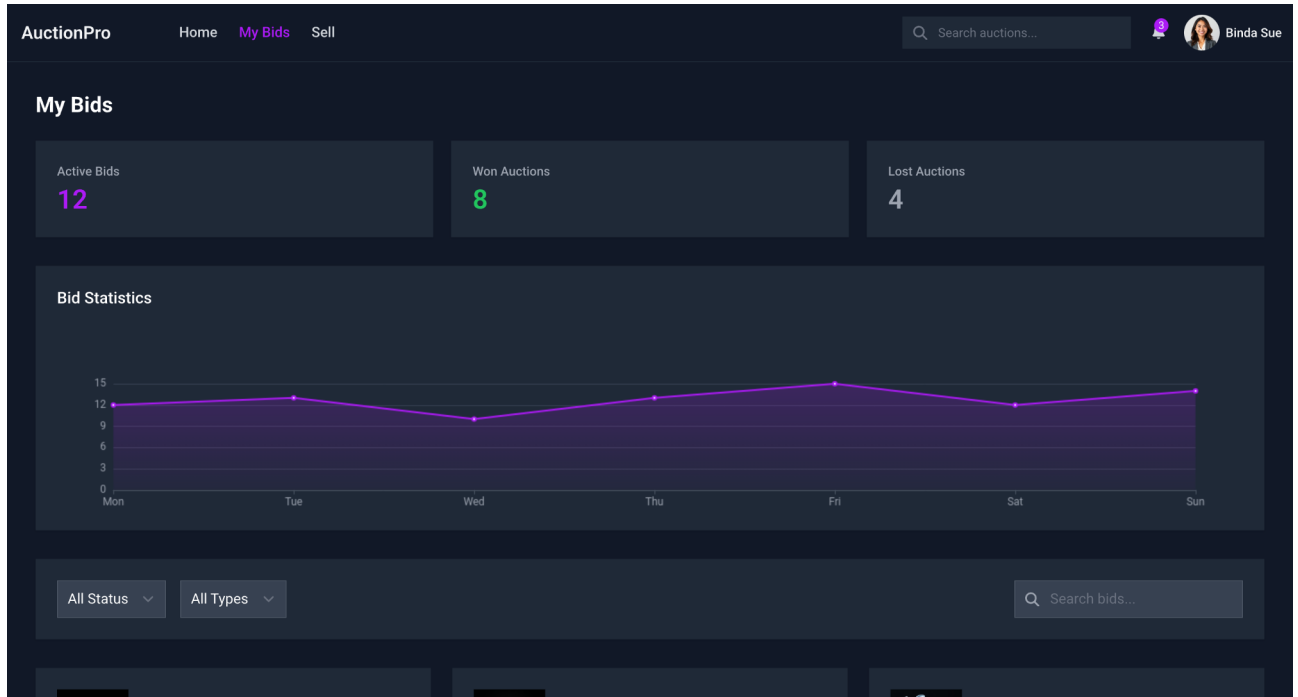 AuctionPro
Home My Bids Sell
Search auctions...
3
Binda Sue
My Bids
Active Bids
12
Won Auctions
8
Lost Auctions
4
Bid Statistics
15
12
9
6
3
0
Mon Tue Wed Thu Fri Sat Sun
All Status
All Types
Search bids...